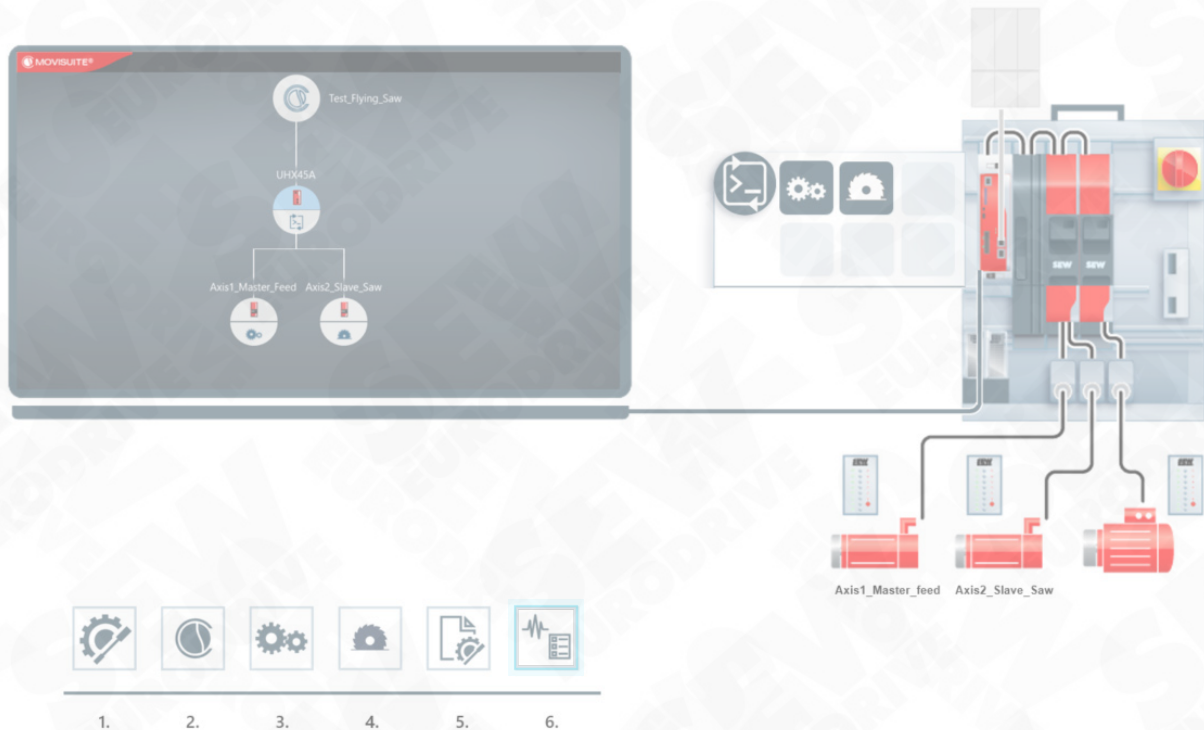 MOVISUITE®
Test_Flying_Saw
UHX45A
Axis1_Master_Feed Axis2_Slave_Saw
SEW SEW
Axis1_Master_feed Axis2_Slave_Saw
1. 2. 3. 4. 5. 6.